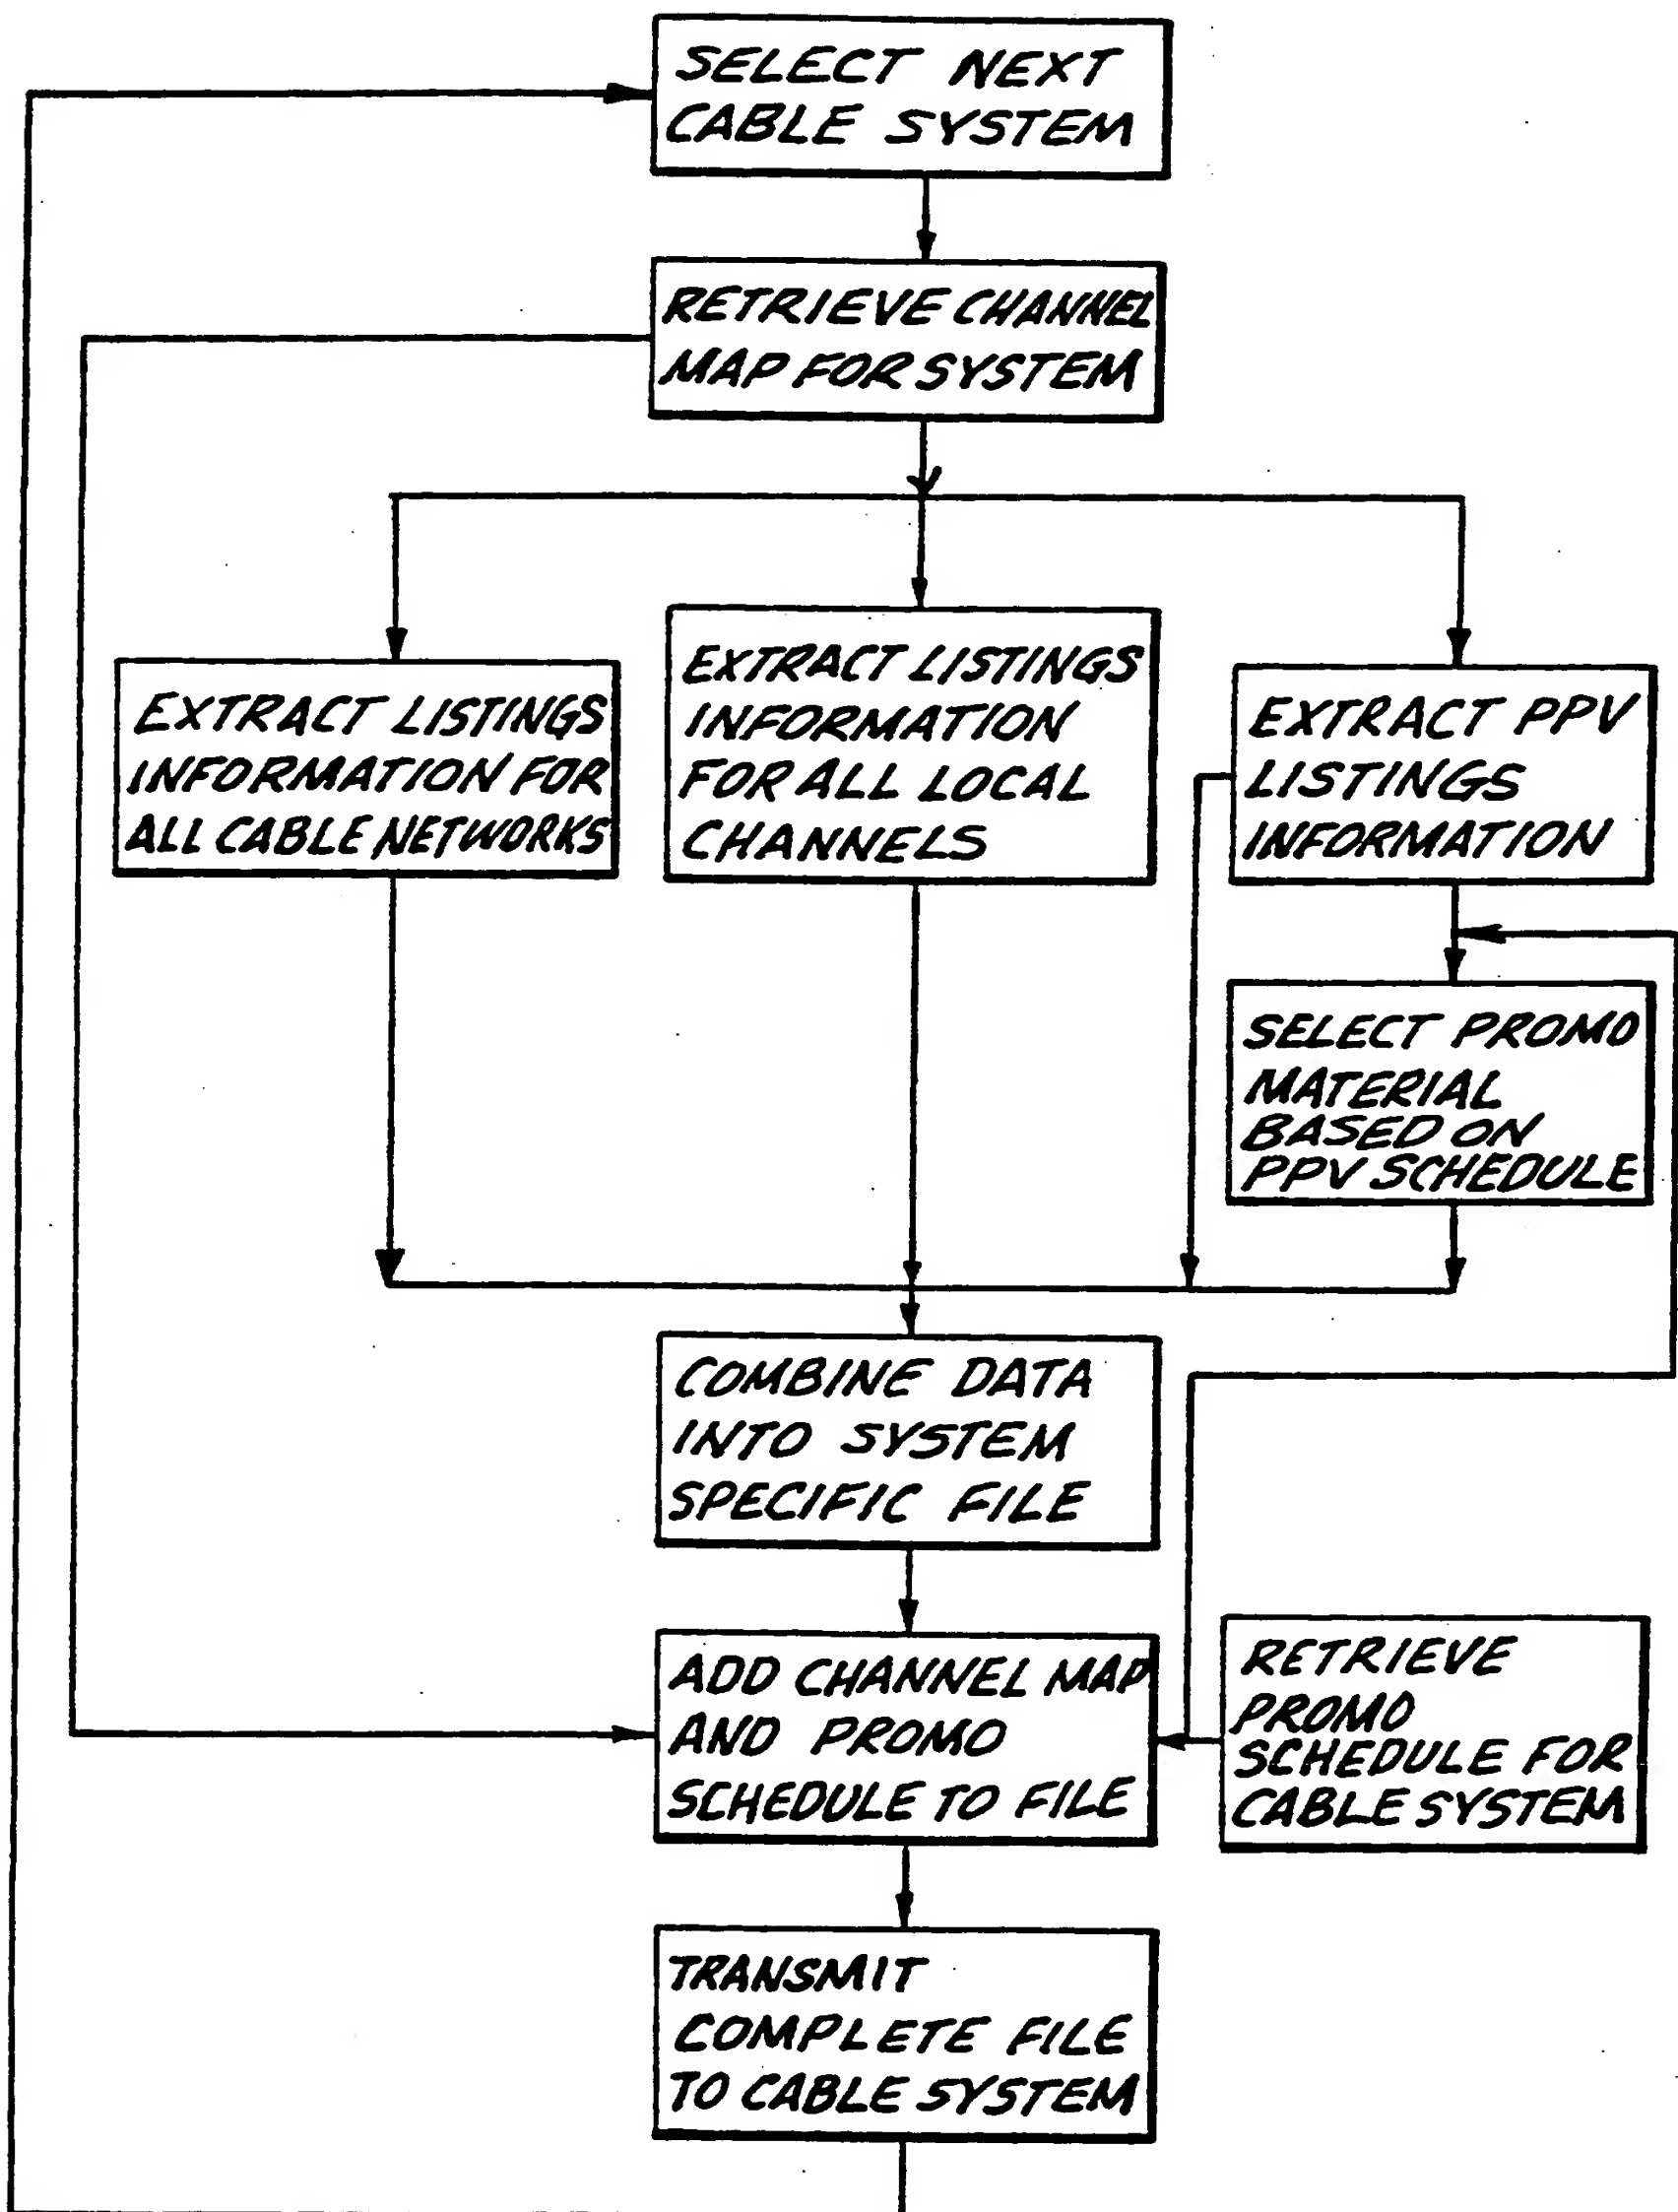 SELECT NEXT
CABLE SYSTEM
RETRIEVE CHANNEL
MAP FOR SYSTEM
EXTRACT LISTINGS
INFORMATION FOR
ALL CABLE NETWORKS
EXTRACT LISTINGS
INFORMATION
FOR ALL LOCAL
CHANNELS
EXTRACT PPV
LISTINGS
INFORMATION
SELECT PROMO
MATERIAL
BASED ON
PPV SCHEDULE
COMBINE DATA
INTO SYSTEM
SPECIFIC FILE
ADD CHANNEL MAP
AND PROMO
SCHEDULE TO FILE
RETRIEVE
PROMO
SCHEDULE FOR
CABLE SYSTEM
TRANSMIT
COMPLETE FILE
TO CABLE SYSTEM